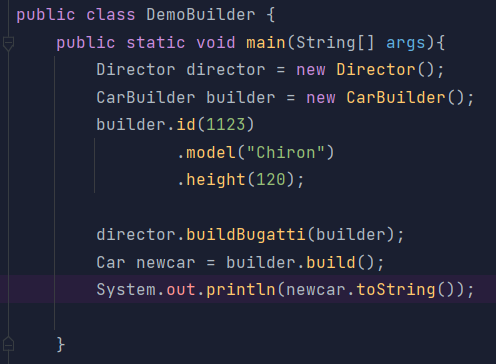 public class DemoBuilder {
    public static void main(String[] args){
        Director director = new Director();
        CarBuilder builder = new CarBuilder();
        builder.id(1123)
                .model("Chiron")
                .height(120);
        director.buildBugatti(builder);
        Car newcar = builder.build();
        System.out.println(newcar.toString());
    }